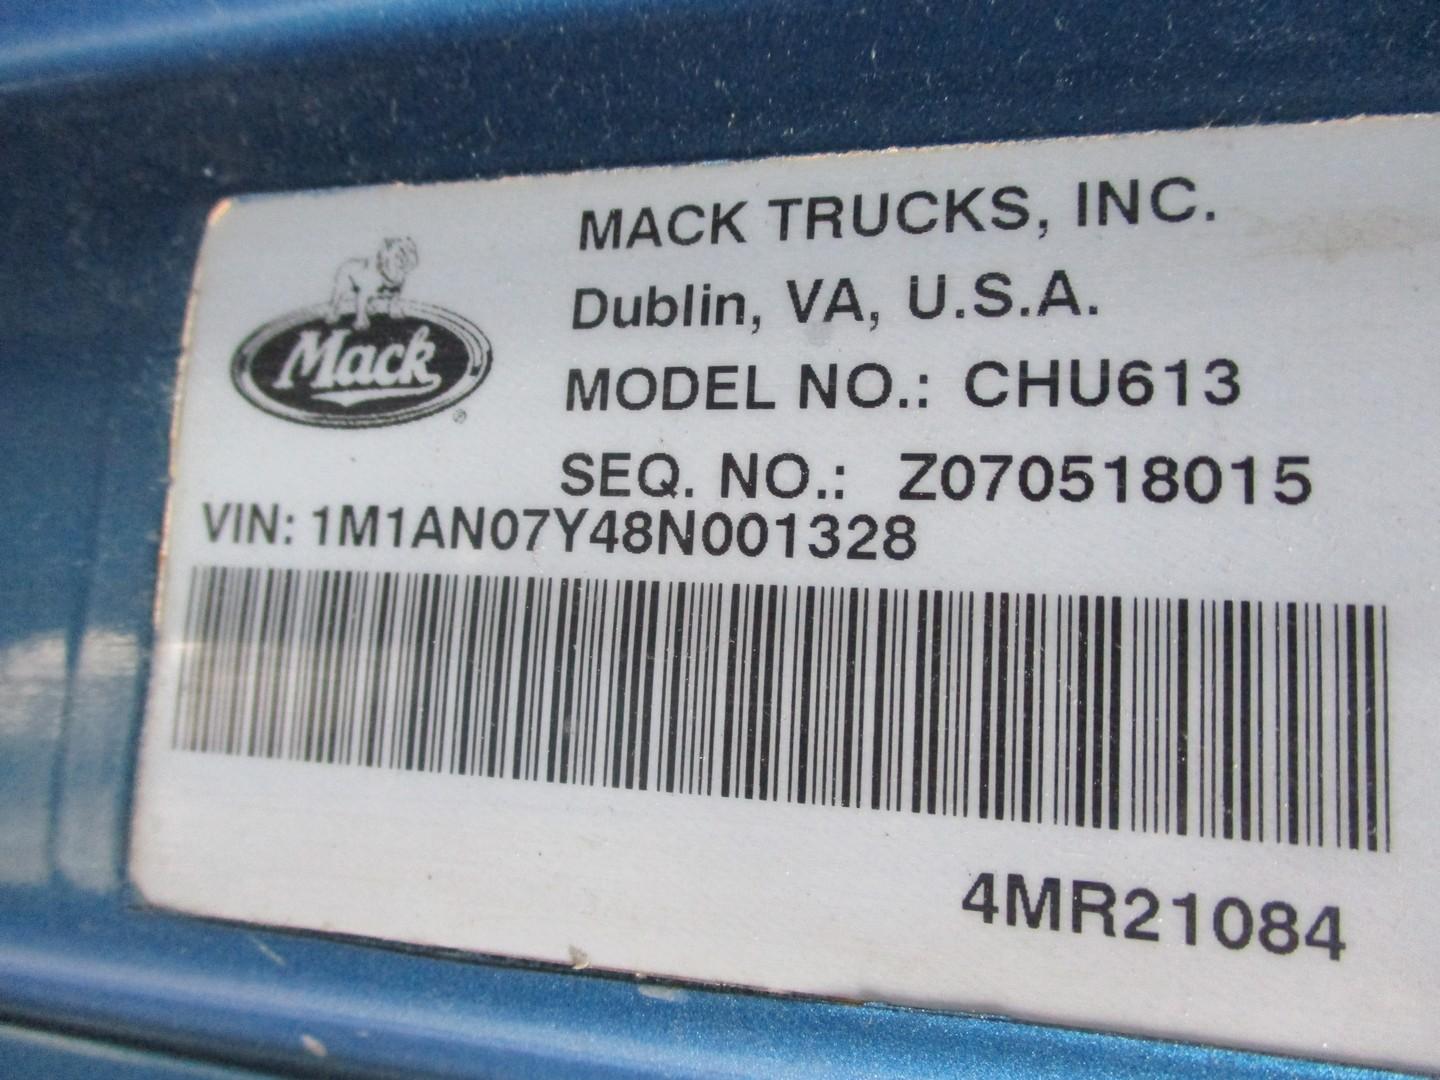 MACK TRUCKS, INC.
Dublin, VA, U.S.A.
Mack ®
MODEL NO.: CHU613
SEQ. NO.: Z070518015
VIN: 1M1AN07Y48N001328
4MR21084